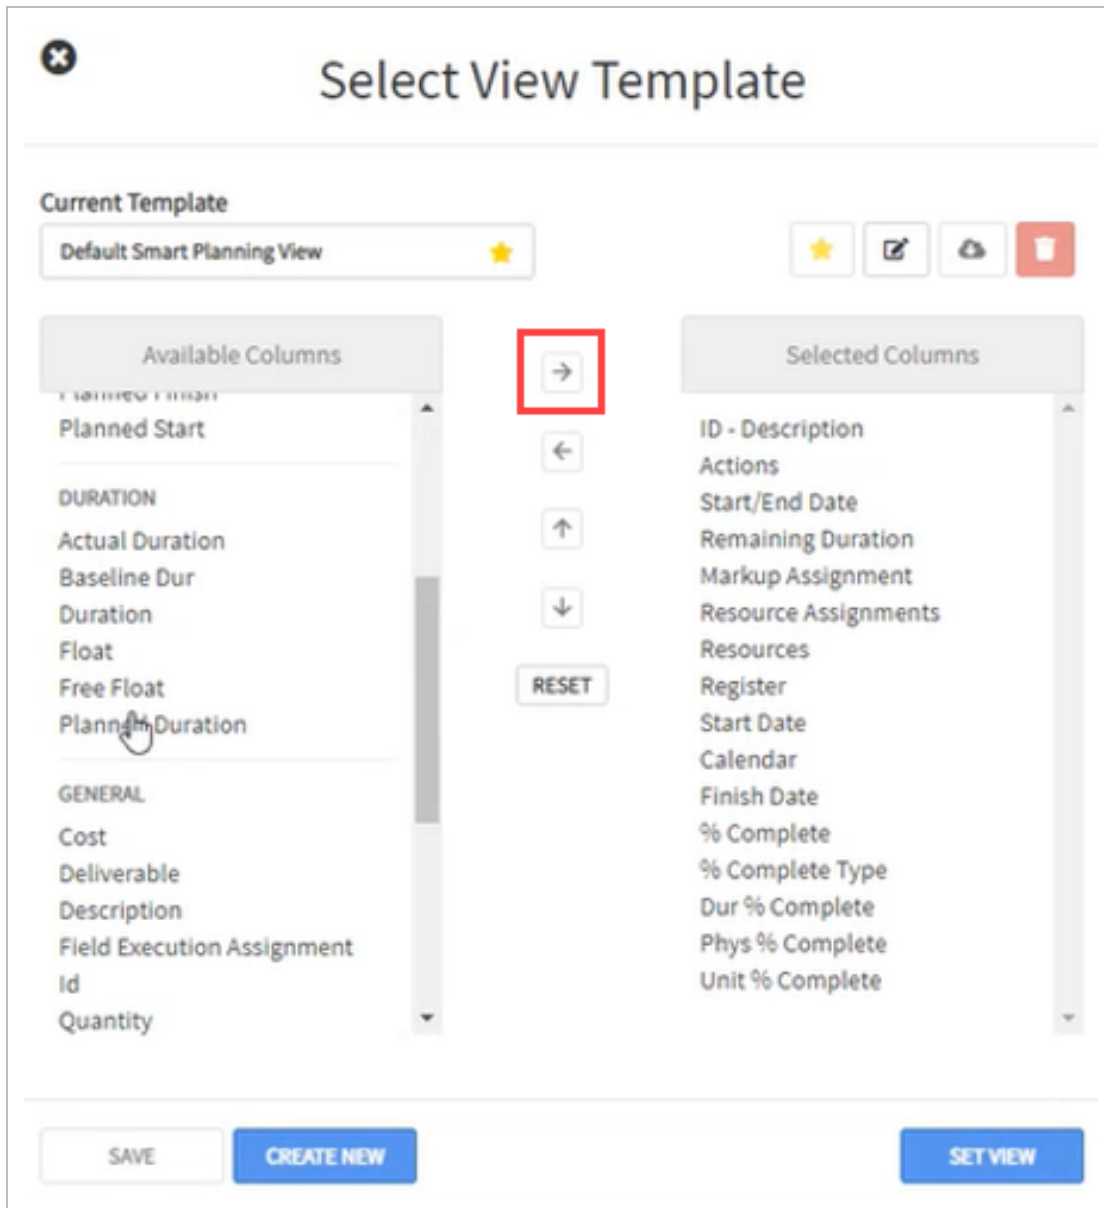 Select View Template
Current Template
Default Smart Planning View
Available Columns
Planned Finish
Planned Start
DURATION
Actual Duration
Baseline Dur
Duration
Float
Free Float
Planned Duration
GENERAL
Cost
Deliverable
Description
Field Execution Assignment
Id
Quantity
RESET
Selected Columns
ID - Description
Actions
Start/End Date
Remaining Duration
Markup Assignment
Resource Assignments
Resources
Register
Start Date
Calendar
Finish Date
% Complete
% Complete Type
Dur % Complete
Phys % Complete
Unit % Complete
SAVE
CREATE NEW
SET VIEW